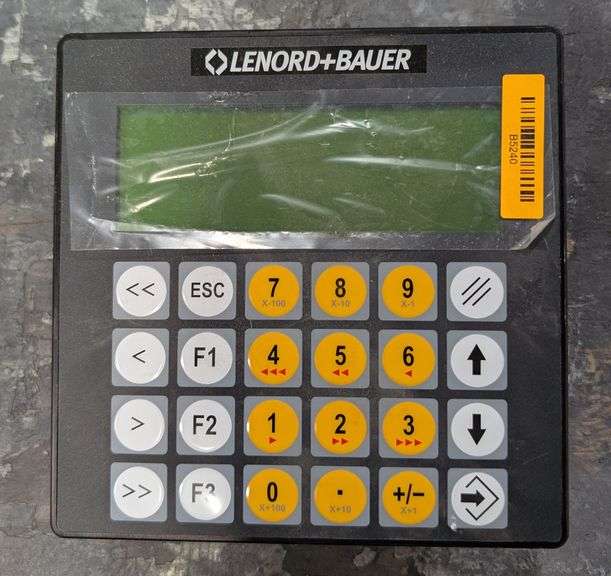 LENORD+BAUER
B5240
<< ESC 7 8 9
X-100 X-10 X-1
< F1 4 5 6
> F2 1 2 3
>> F3 0 . +/−
X+100 X+10 X+1